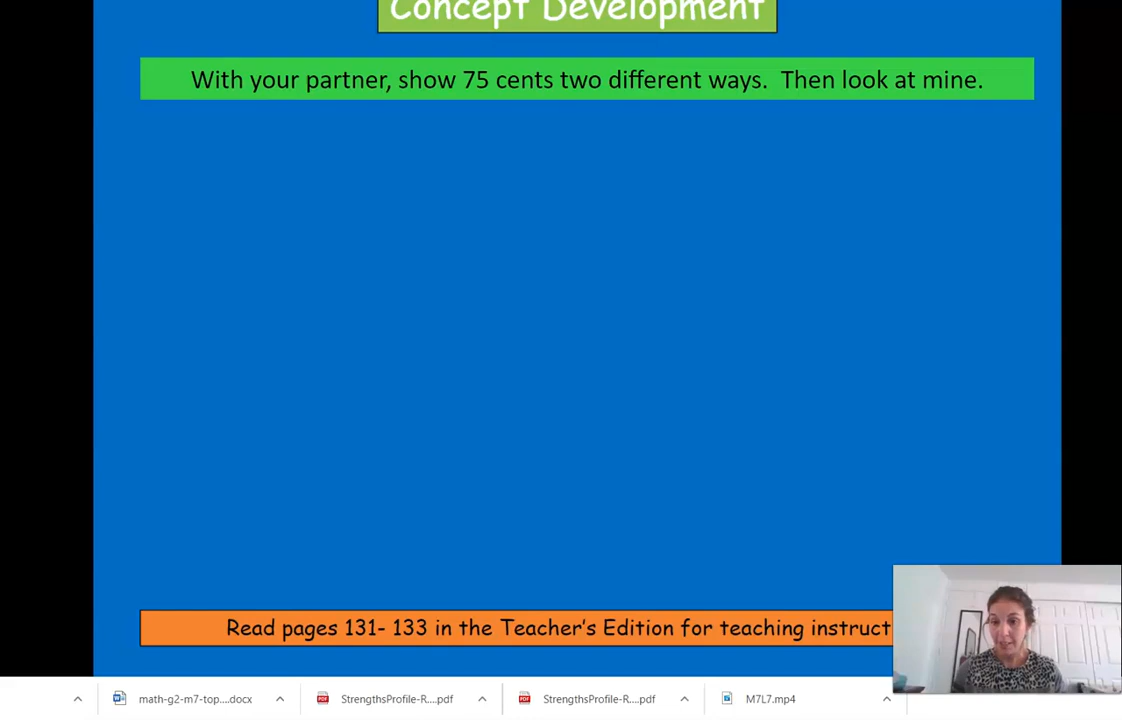 Concept Development
With your partner, show 75 cents two different ways. Then look at mine.
Read pages 131- 133 in the Teacher's Edition for teaching instruct
math-g2-m7-top....docx
StrengthsProfile-R....pdf
StrengthsProfile-R....pdf
M7L7.mp4